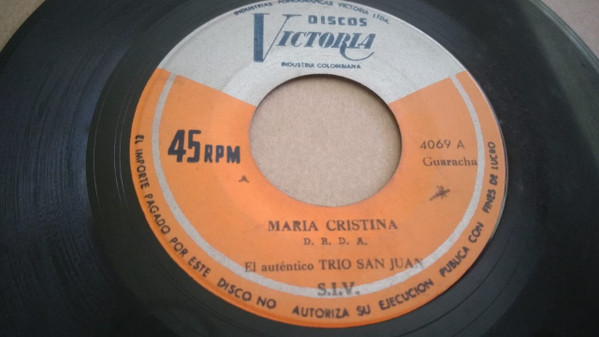 INDUSTRIAS FONOGRAFICAS VICTORIA LTDA.
DISCOS
VICTORIA
INDUSTRIA COLOMBIANA
45 RPM
4069 A
Guaracha
MARIA CRISTINA
D. R. D. A.
El auténtico TRIO SAN JUAN
S.I.V.
EL IMPORTE PAGADO POR ESTE DISCO NO AUTORIZA SU EJECUCION PUBLICA CON FINES DE LUCRO